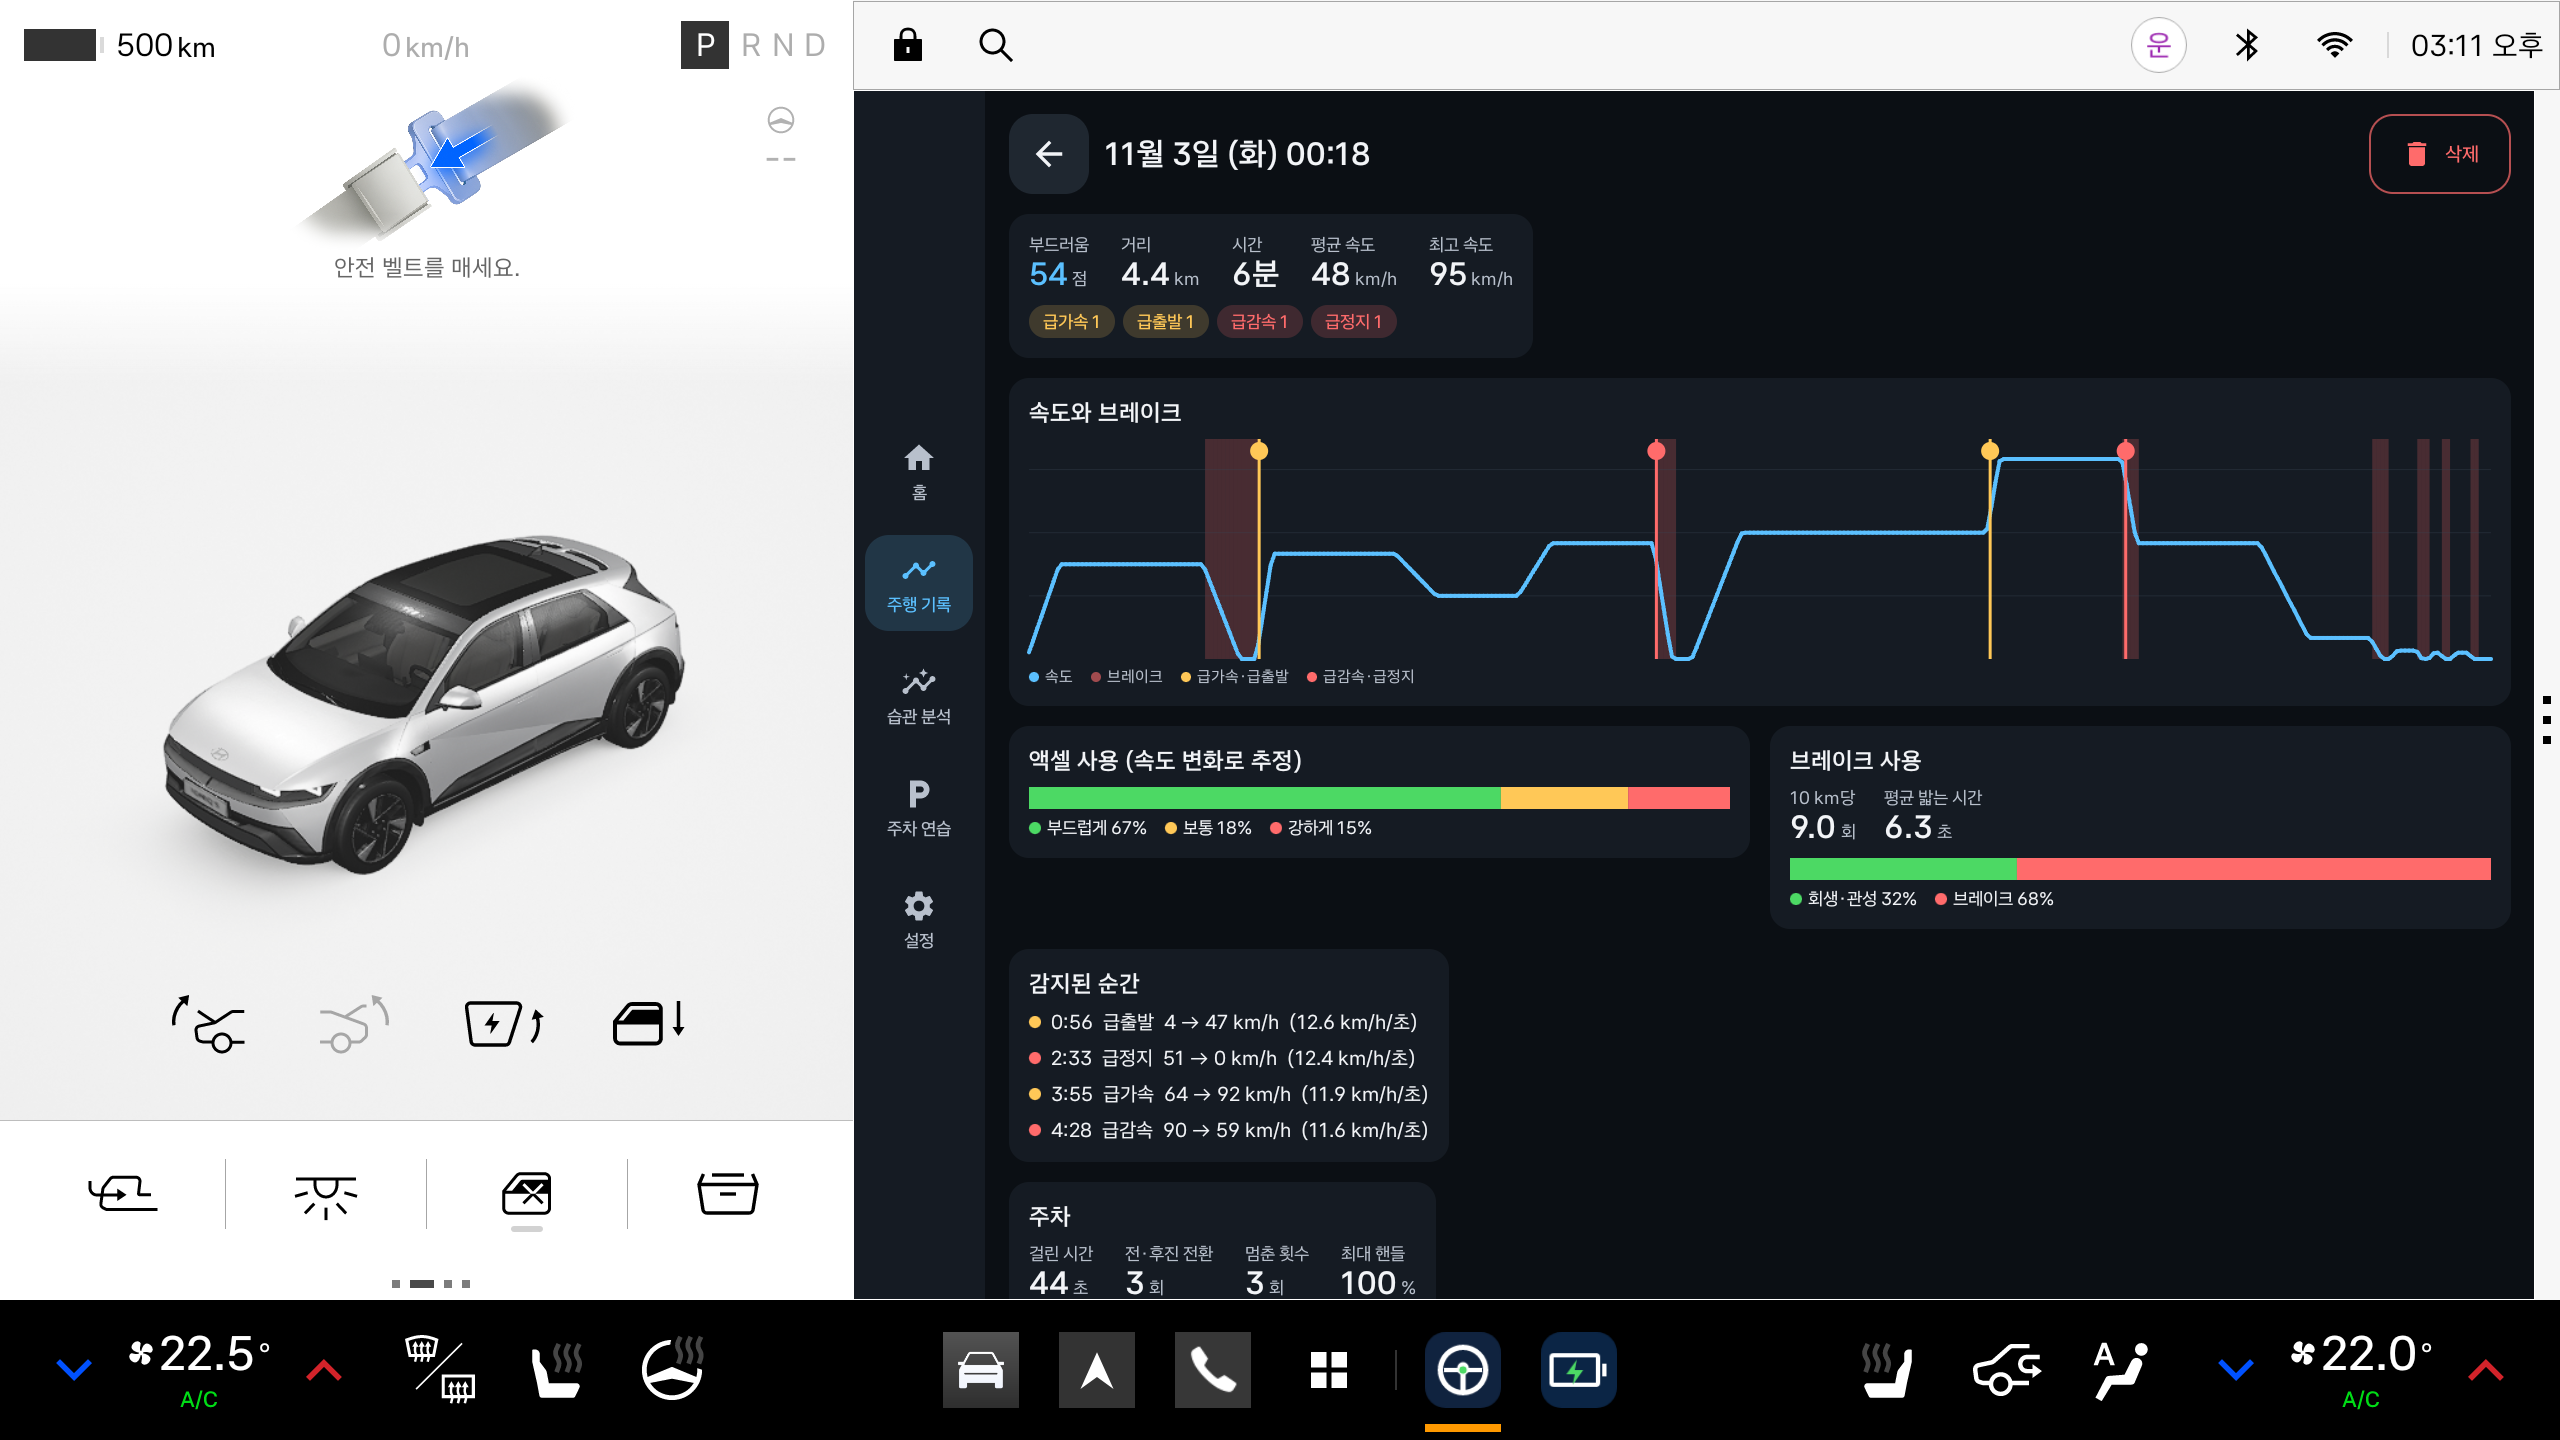 500 km
0 km/h
P R N D
안전 벨트를 매세요.
운
03:11 오후
11월 3일 (화) 00:18
삭제
부드러움 거리 시간 평균 속도 최고 속도
54 점 4.4 km 6분 48 km/h 95 km/h
급가속 1 급출발 1 급감속 1 급정지 1
홈
주행 기록
습관 분석
P
주차 연습
설정
속도와 브레이크
속도 브레이크 급가속·급출발 급감속·급정지
액셀 사용 (속도 변화로 추정)
부드럽게 67% 보통 18% 강하게 15%
브레이크 사용
10 km당 평균 밟는 시간
9.0 회 6.3 초
회생·관성 32% 브레이크 68%
감지된 순간
0:56 급출발 4 → 47 km/h (12.6 km/h/초)
2:33 급정지 51 → 0 km/h (12.4 km/h/초)
3:55 급가속 64 → 92 km/h (11.9 km/h/초)
4:28 급감속 90 → 59 km/h (11.6 km/h/초)
주차
걸린 시간 전·후진 전환 멈춘 횟수 최대 핸들
44 초 3 회 3 회 100 %
22.5°
A/C
A
22.0°
A/C